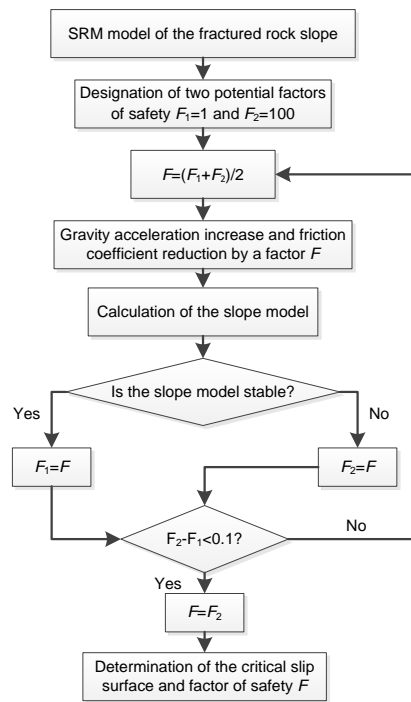 SRM model of the fractured rock slope
Designation of two potential factors
of safety F₁=1 and F₂=100
F=(F₁+F₂)/2
Gravity acceleration increase and friction
coefficient reduction by a factor F
Calculation of the slope model
Is the slope model stable?
Yes
No
F₁=F
F₂=F
F₂-F₁<0.1?
No
Yes
F=F₂
Determination of the critical slip
surface and factor of safety F